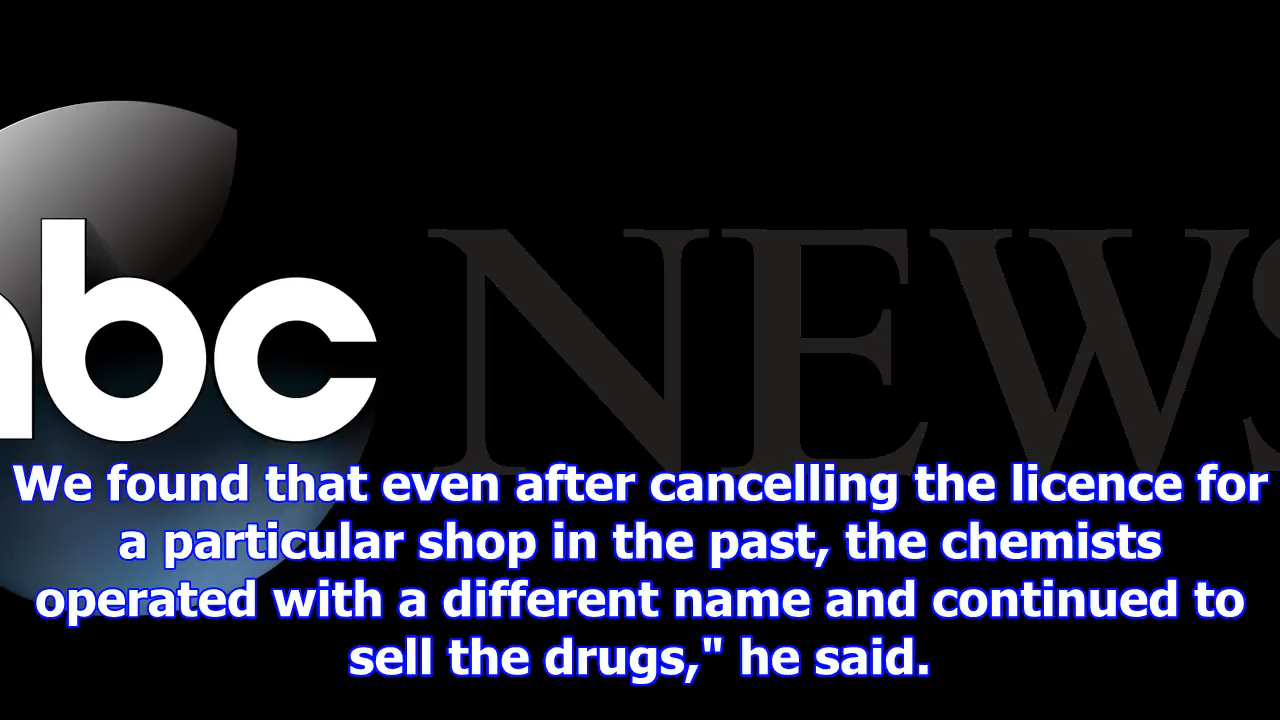 abc NEWS
We found that even after cancelling the licence for
a particular shop in the past, the chemists
operated with a different name and continued to
sell the drugs," he said.